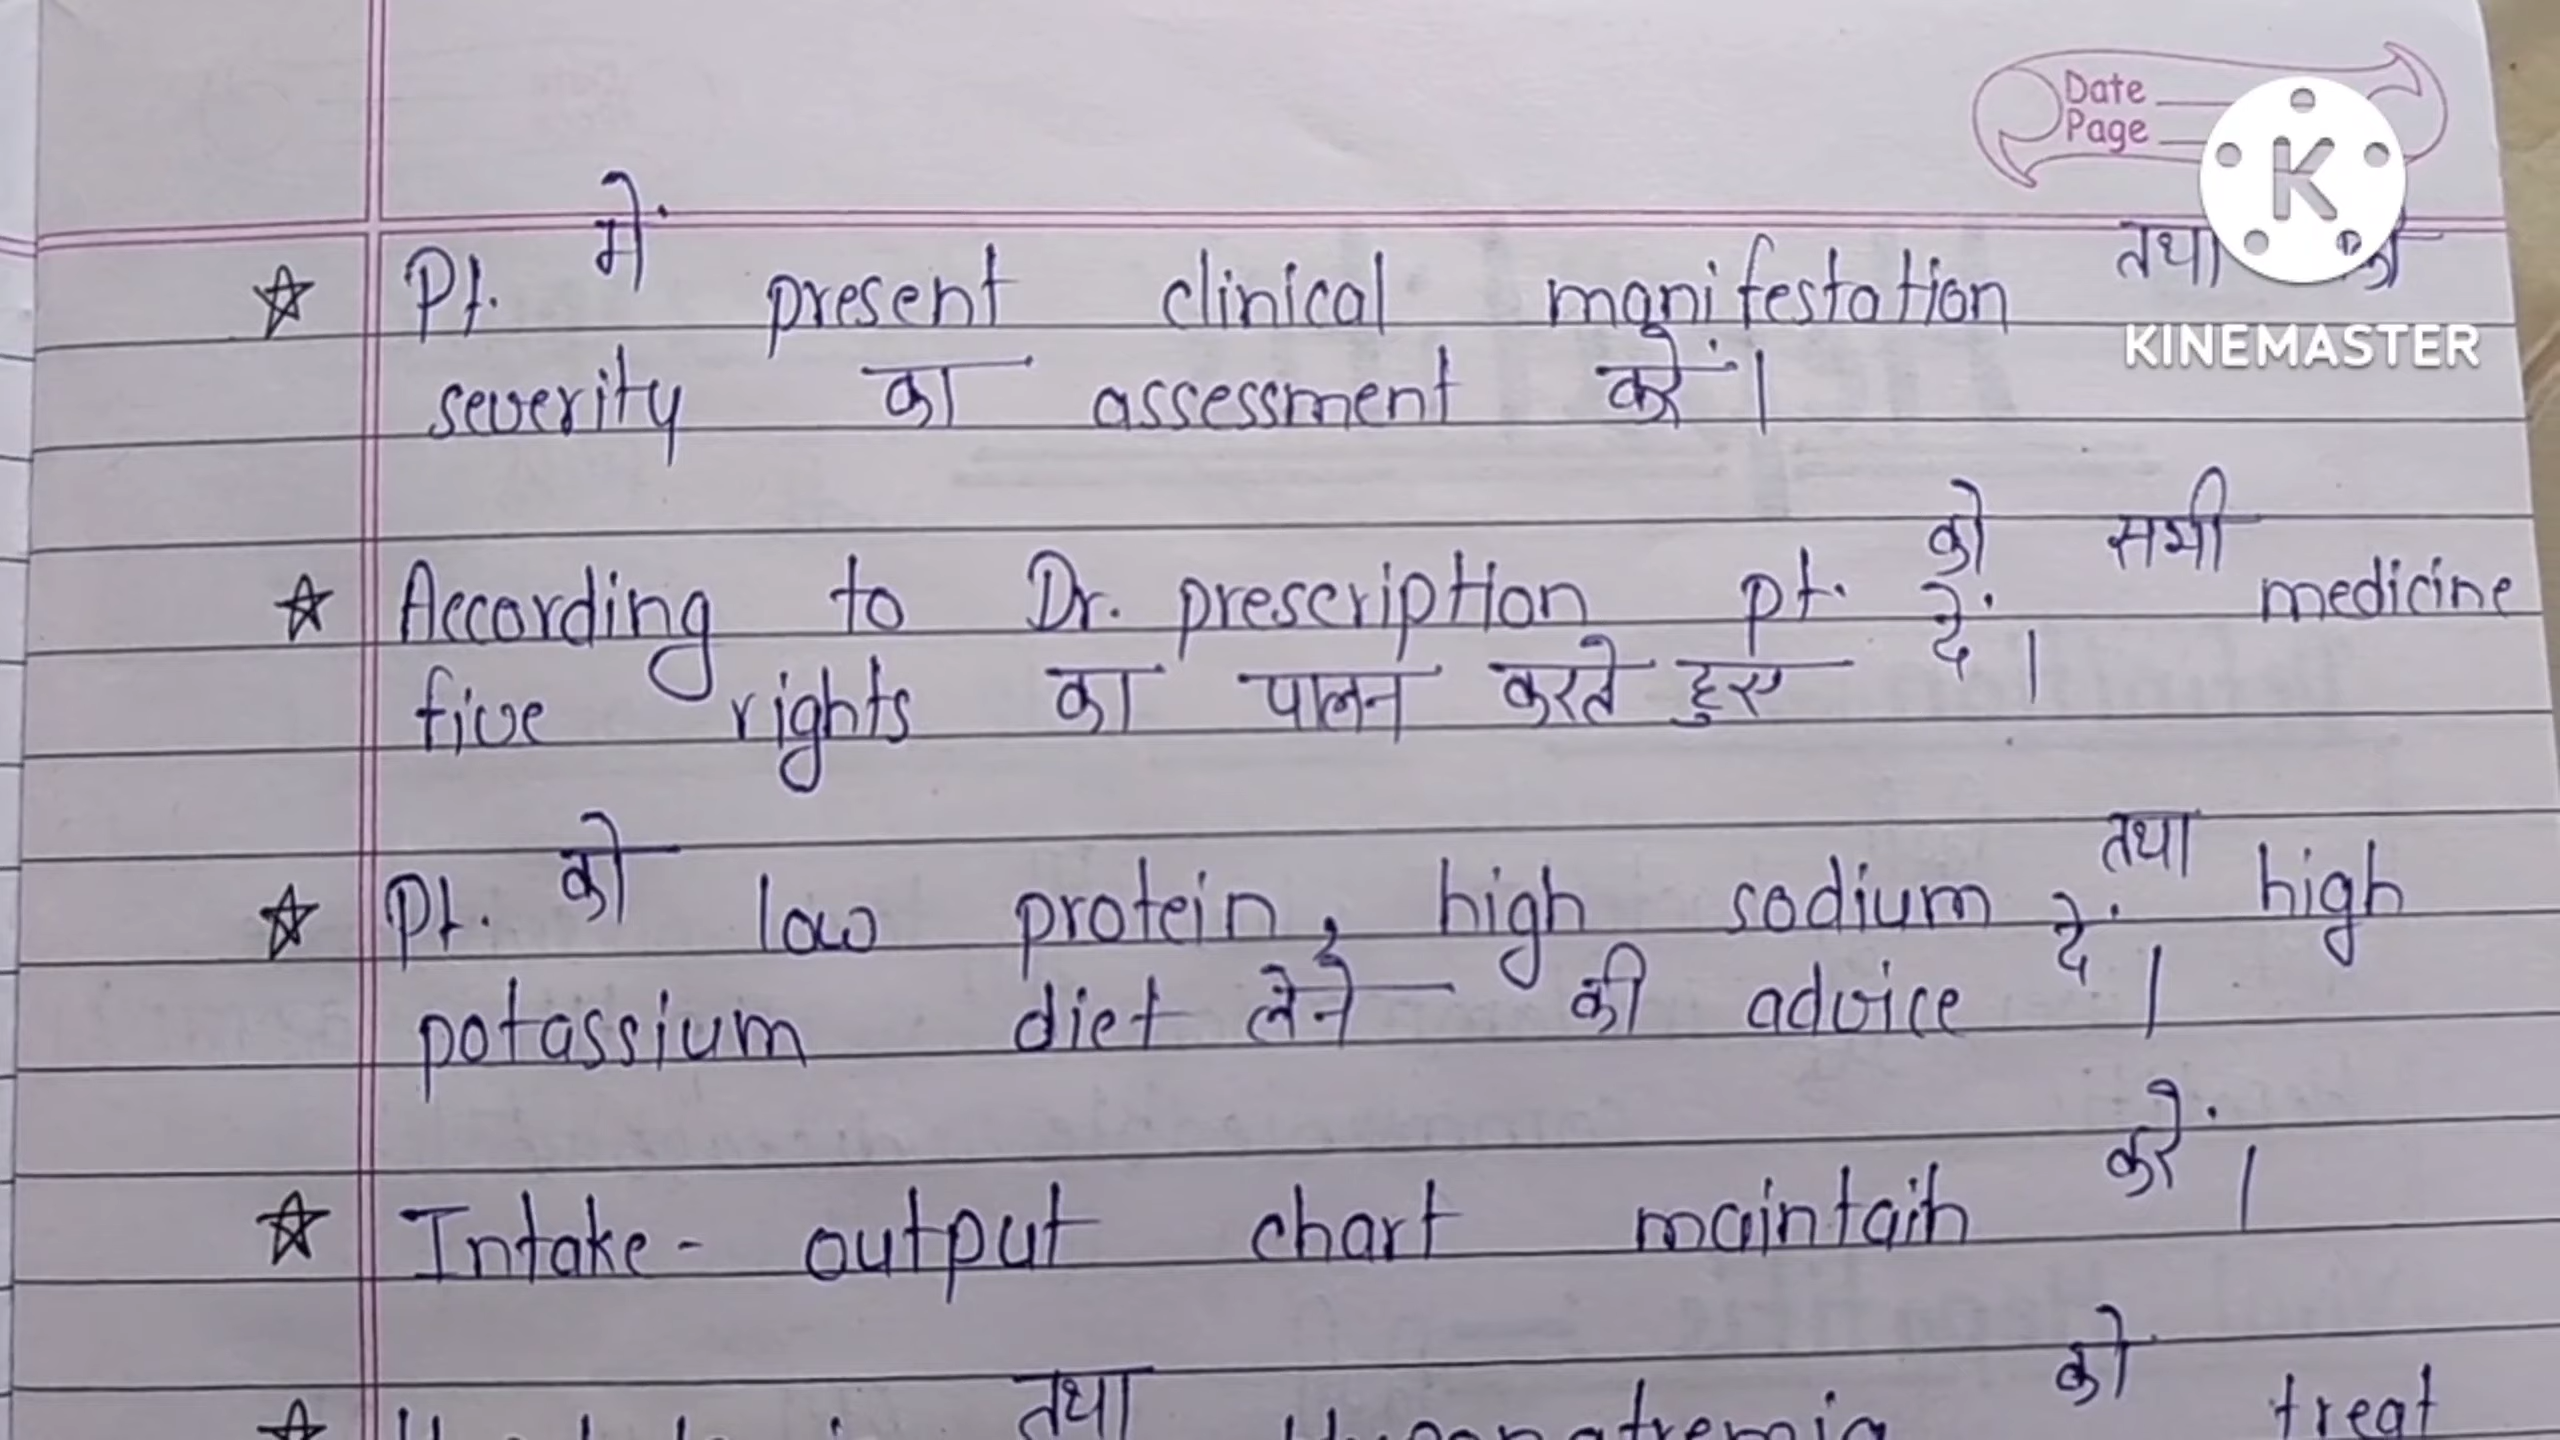 Date
Page
Pt. में present clinical manifestation तथा
KINEMASTER
severity का assessment करें।
According to Dr. prescription pt. को सभी medicine
five rights का पालन करते हुए दें।
Pt. को low protein, high sodium तथा high
potassium diet लेने की advice दें।
Intake - output chart maintain करें।
तथा को treat